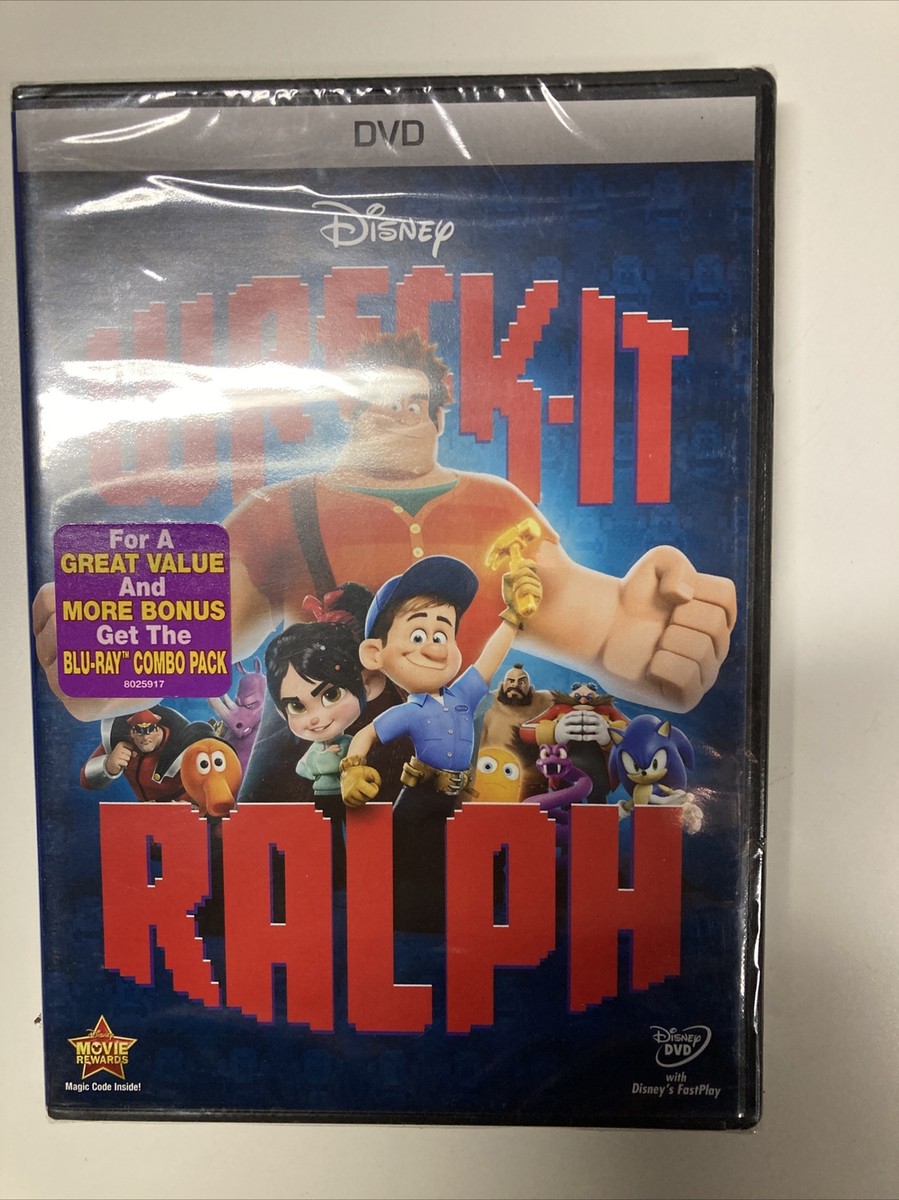 DVD
Disney
WRECK-IT
For A
GREAT VALUE
And
MORE BONUS
Get The
BLU-RAY™ COMBO PACK
8025917
RALPH
Disney
MOVIE
REWARDS
Magic Code Inside!
Disney
DVD
with
Disney's FastPlay